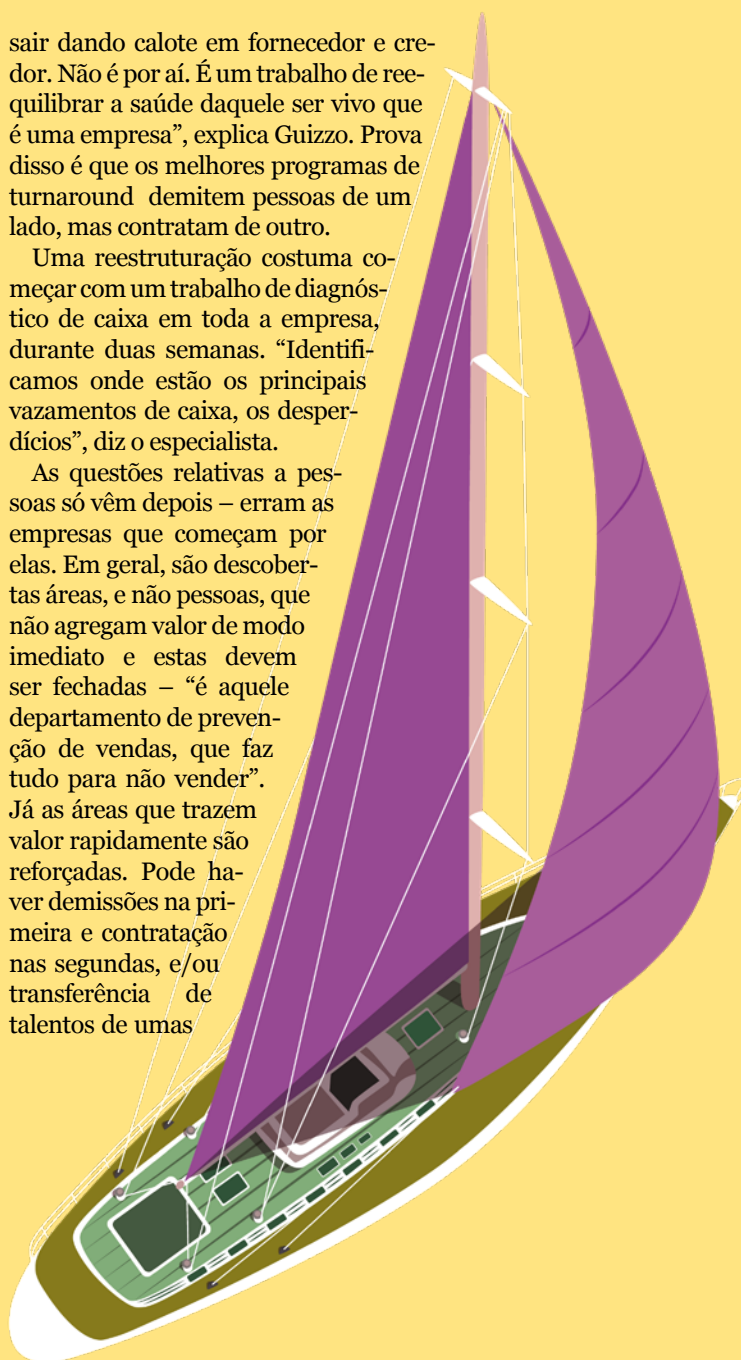 sair dando calote em fornecedor e cre-
dor. Não é por aí. É um trabalho de ree-
quilibrar a saúde daquele ser vivo que
é uma empresa”, explica Guizzo. Prova
disso é que os melhores programas de
turnaround demitem pessoas de um
lado, mas contratam de outro.
Uma reestruturação costuma co-
meçar com um trabalho de diagnós-
tico de caixa em toda a empresa,
durante duas semanas. “Identifi-
camos onde estão os principais
vazamentos de caixa, os desper-
dícios”, diz o especialista.
As questões relativas a pes-
soas só vêm depois – erram as
empresas que começam por
elas. Em geral, são descober-
tas áreas, e não pessoas, que
não agregam valor de modo
imediato e estas devem
ser fechadas – “é aquele
departamento de preven-
ção de vendas, que faz
tudo para não vender”.
Já as áreas que trazem
valor rapidamente são
reforçadas. Pode ha-
ver demissões na pri-
meira e contratação
nas segundas, e/ou
transferência de
talentos de umas